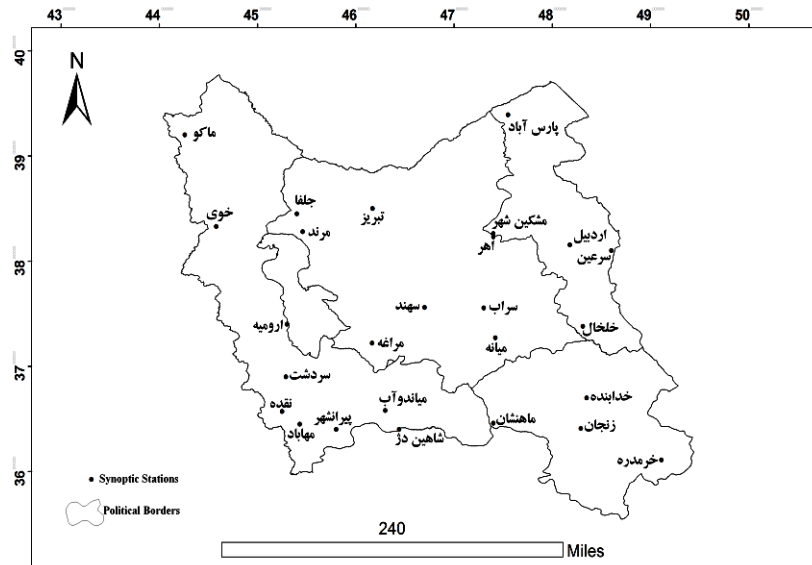 43 44 45 46 47 48 49 50
40
N
پارس آباد
ماکو
39
جلفا
تبریز
خوی
مرند
مشکین شهر
اهر
اردبیل
سرعین
38
سهند
سراب
ارومیه
خلخال
مراغه
میانه
37
سردشت
میاندوآب
خدابنده
نقده
پیرانشهر
مهاباد
شاهین دژ
ماهنشان
زنجان
خرمدره
36
Synoptic Stations
Political Borders
240
Miles